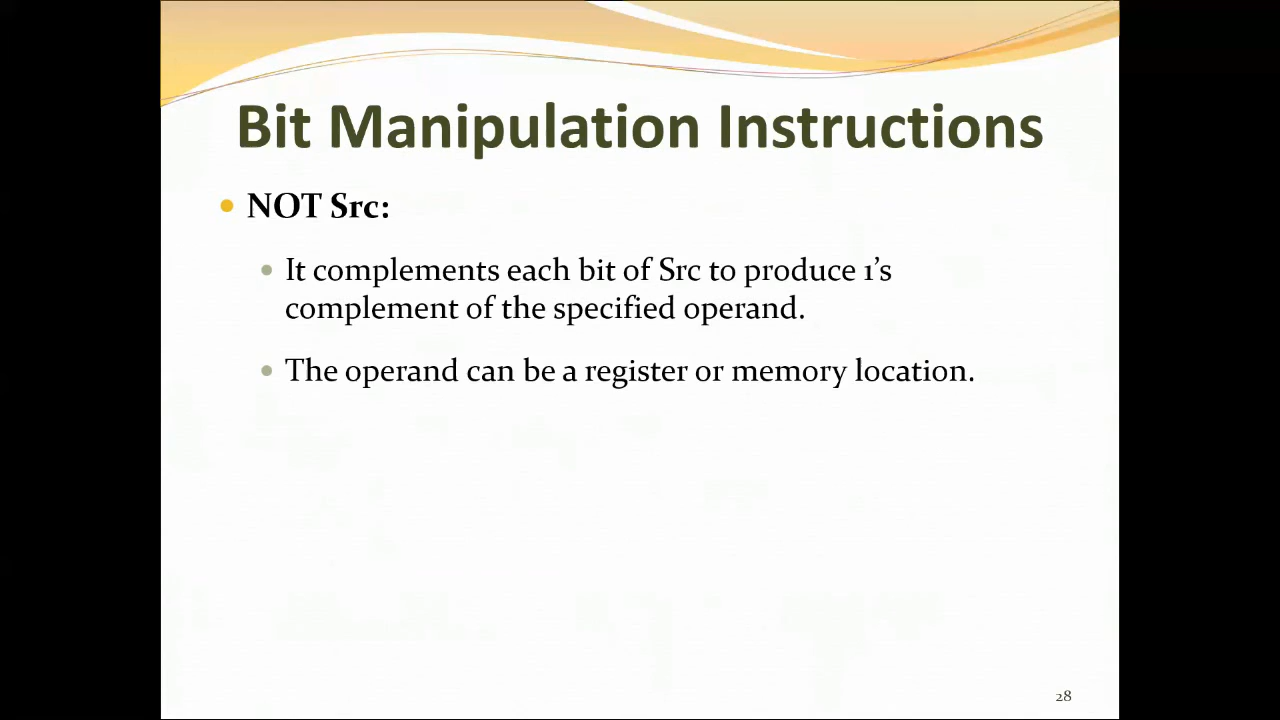 Bit Manipulation Instructions
NOT Src:
It complements each bit of Src to produce 1’s
complement of the specified operand.
The operand can be a register or memory location.
28